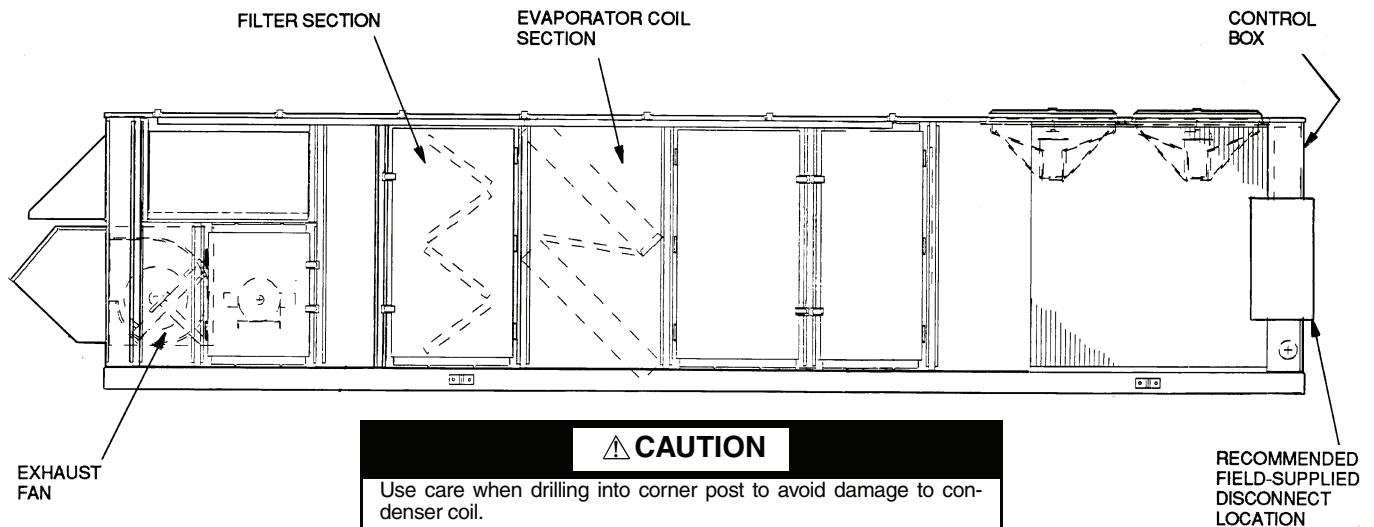 FILTER SECTION
EVAPORATOR COIL
SECTION
CONTROL
BOX
EXHAUST
FAN
⚠ CAUTION
Use care when drilling into corner post to avoid damage to con-
denser coil.
RECOMMENDED
FIELD-SUPPLIED
DISCONNECT
LOCATION